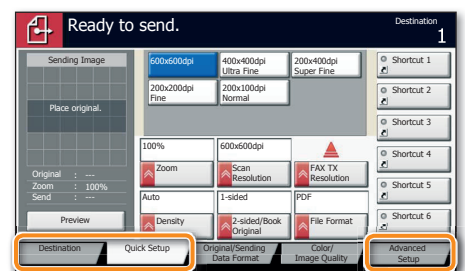 Ready to send.
Destination
1
Sending Image
Place original.
Original : ---
Zoom : 100%
Send : ---
Preview
600x600dpi
400x400dpi
Ultra Fine
200x400dpi
Super Fine
200x200dpi
Fine
200x100dpi
Normal
100%
Zoom
600x600dpi
Scan
Resolution
FAX TX
Resolution
Auto
Density
1-sided
2-sided/Book
Original
PDF
File Format
Shortcut 1
Shortcut 2
Shortcut 3
Shortcut 4
Shortcut 5
Shortcut 6
Destination
Quick Setup
Original/Sending
Data Format
Color/
Image Quality
Advanced
Setup